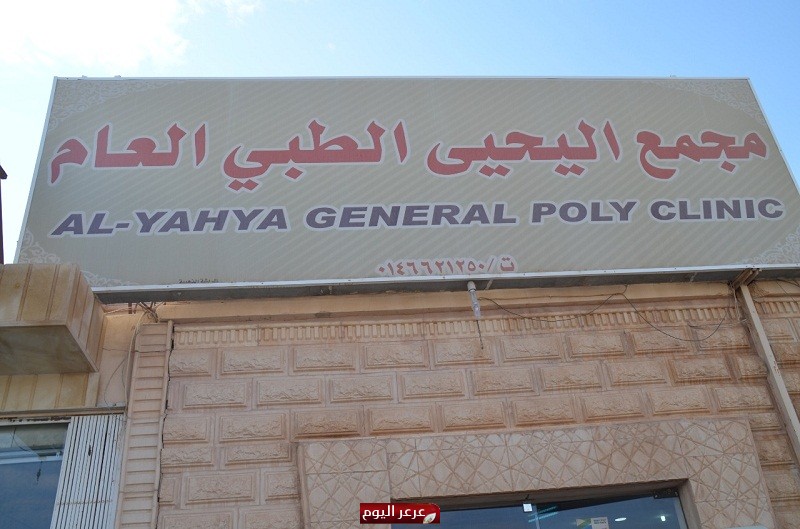 مجمع اليحيى الطبي العام
AL-YAHYA GENERAL POLY CLINIC
ت/٠١٤٦٦٢١٢٥٠
عرعر اليوم